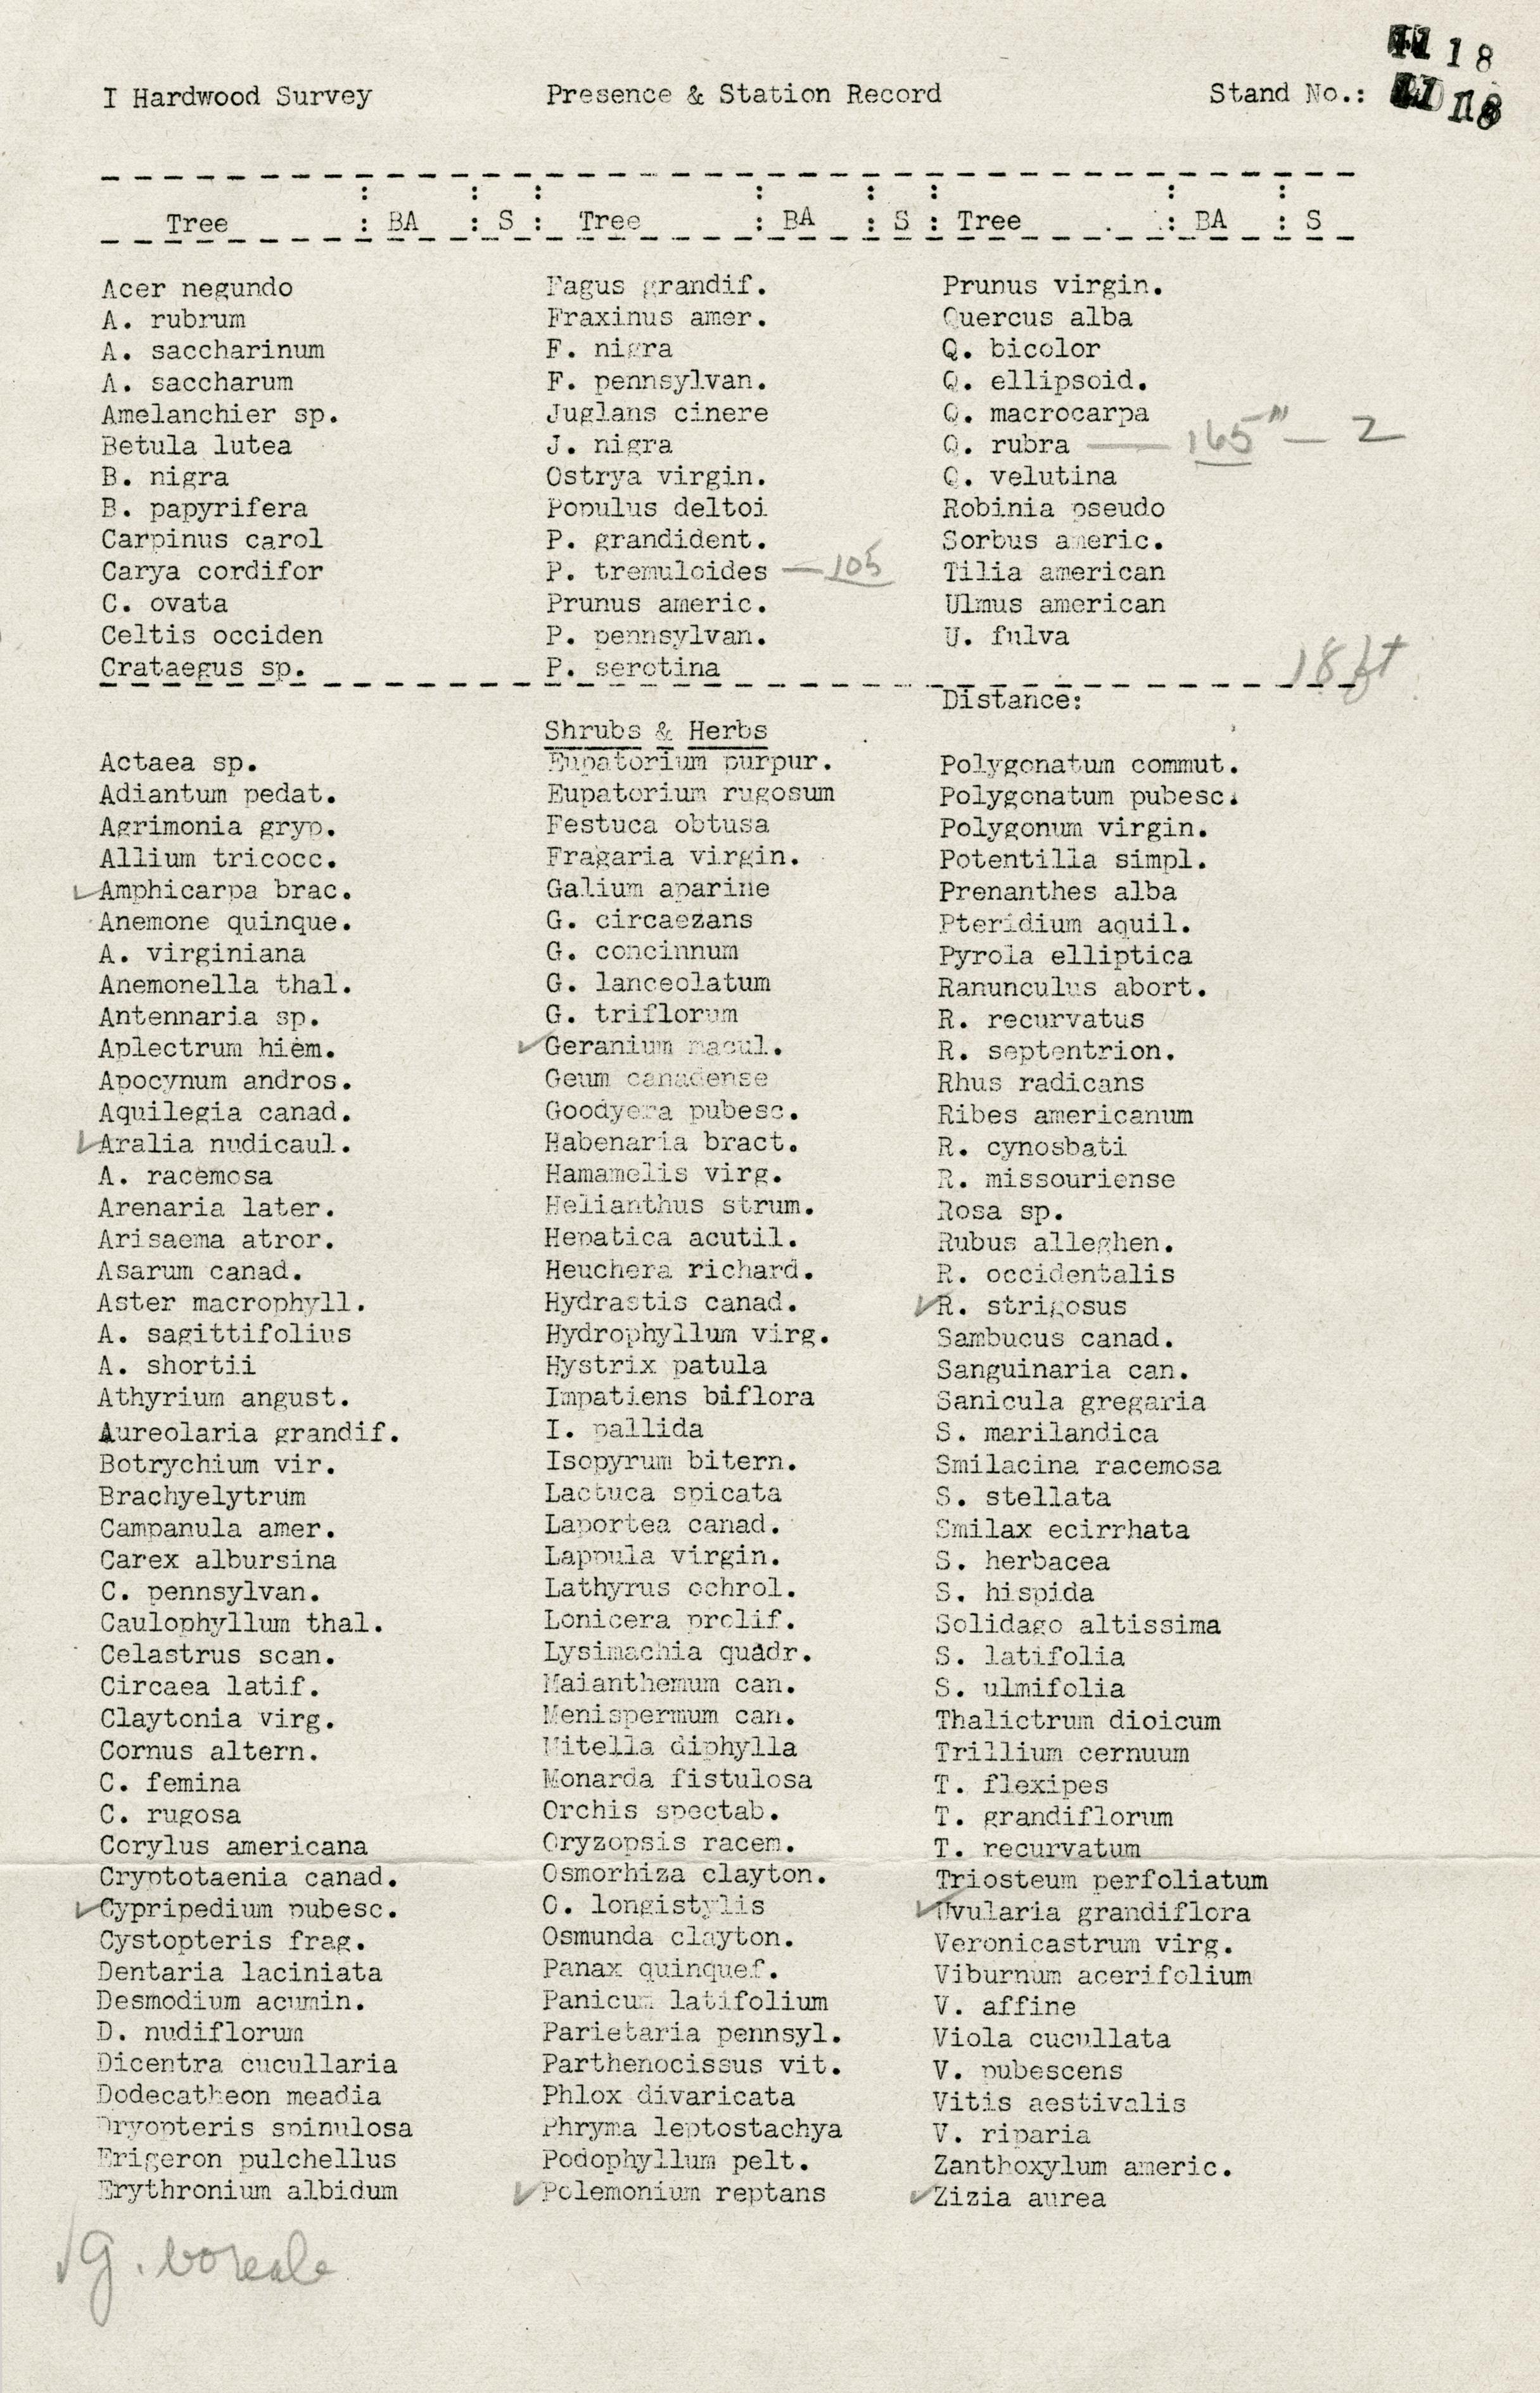 18
I Hardwood Survey Presence & Station Record Stand No.: 18
Tree : BA : S : Tree : BA : S : Tree : BA : S
Acer negundo Fagus grandif. Prunus virgin.
A. rubrum Fraxinus amer. Quercus alba
A. saccharinum F. nigra Q. bicolor
A. saccharum F. pennsylvan. Q. ellipsoid.
Amelanchier sp. Juglans cinere Q. macrocarpa
Betula lutea J. nigra Q. rubra — 165 — 2
B. nigra Ostrya virgin. Q. velutina
B. papyrifera Populus deltoi Robinia pseudo
Carpinus carol P. grandident. Sorbus americ.
Carya cordifor P. tremuloides — 105 Tilia american
C. ovata Prunus americ. Ulmus american
Celtis occiden P. pennsylvan. U. fulva
Crataegus sp. P. serotina
Distance: 18 ft
Shrubs & Herbs
Actaea sp. Eupatorium purpur. Polygonatum commut.
Adiantum pedat. Eupatorium rugosum Polygonatum pubesc.
Agrimonia gryp. Festuca obtusa Polygonum virgin.
Allium tricocc. Fragaria virgin. Potentilla simpl.
✓Amphicarpa brac. Galium aparine Prenanthes alba
Anemone quinque. G. circaezans Pteridium aquil.
A. virginiana G. concinnum Pyrola elliptica
Anemonella thal. G. lanceolatum Ranunculus abort.
Antennaria sp. G. triflorum R. recurvatus
Aplectrum hiem. ✓Geranium macul. R. septentrion.
Apocynum andros. Geum canadense Rhus radicans
Aquilegia canad. Goodyera pubesc. Ribes americanum
✓Aralia nudicaul. Habenaria bract. R. cynosbati
A. racemosa Hamamelis virg. R. missouriense
Arenaria later. Helianthus strum. Rosa sp.
Arisaema atror. Hepatica acutil. Rubus alleghen.
Asarum canad. Heuchera richard. R. occidentalis
Aster macrophyll. Hydrastis canad. ✓R. strigosus
A. sagittifolius Hydrophyllum virg. Sambucus canad.
A. shortii Hystrix patula Sanguinaria can.
Athyrium angust. Impatiens biflora Sanicula gregaria
Aureolaria grandif. I. pallida S. marilandica
Botrychium vir. Isopyrum bitern. Smilacina racemosa
Brachyelytrum Lactuca spicata S. stellata
Campanula amer. Laportea canad. Smilax ecirrhata
Carex albursina Lappula virgin. S. herbacea
C. pennsylvan. Lathyrus ochrol. S. hispida
Caulophyllum thal. Lonicera prolif. Solidago altissima
Celastrus scan. Lysimachia quadr. S. latifolia
Circaea latif. Maianthemum can. S. ulmifolia
Claytonia virg. Menispermum can. Thalictrum dioicum
Cornus altern. Mitella diphylla Trillium cernuum
C. femina Monarda fistulosa T. flexipes
C. rugosa Orchis spectab. T. grandiflorum
Corylus americana Oryzopsis racem. T. recurvatum
Cryptotaenia canad. Osmorhiza clayton. Triosteum perfoliatum
✓Cypripedium pubesc. O. longistylis ✓Uvularia grandiflora
Cystopteris frag. Osmunda clayton. Veronicastrum virg.
Dentaria laciniata Panax quinquef. Viburnum acerifolium
Desmodium acumin. Panicum latifolium V. affine
D. nudiflorum Parietaria pennsyl. Viola cucullata
Dicentra cucullaria Parthenocissus vit. V. pubescens
Dodecatheon meadia Phlox divaricata Vitis aestivalis
Dryopteris spinulosa Phryma leptostachya V. riparia
Erigeron pulchellus Podophyllum pelt. Zanthoxylum americ.
Erythronium albidum ✓Polemonium reptans ✓Zizia aurea
✓G. boreale